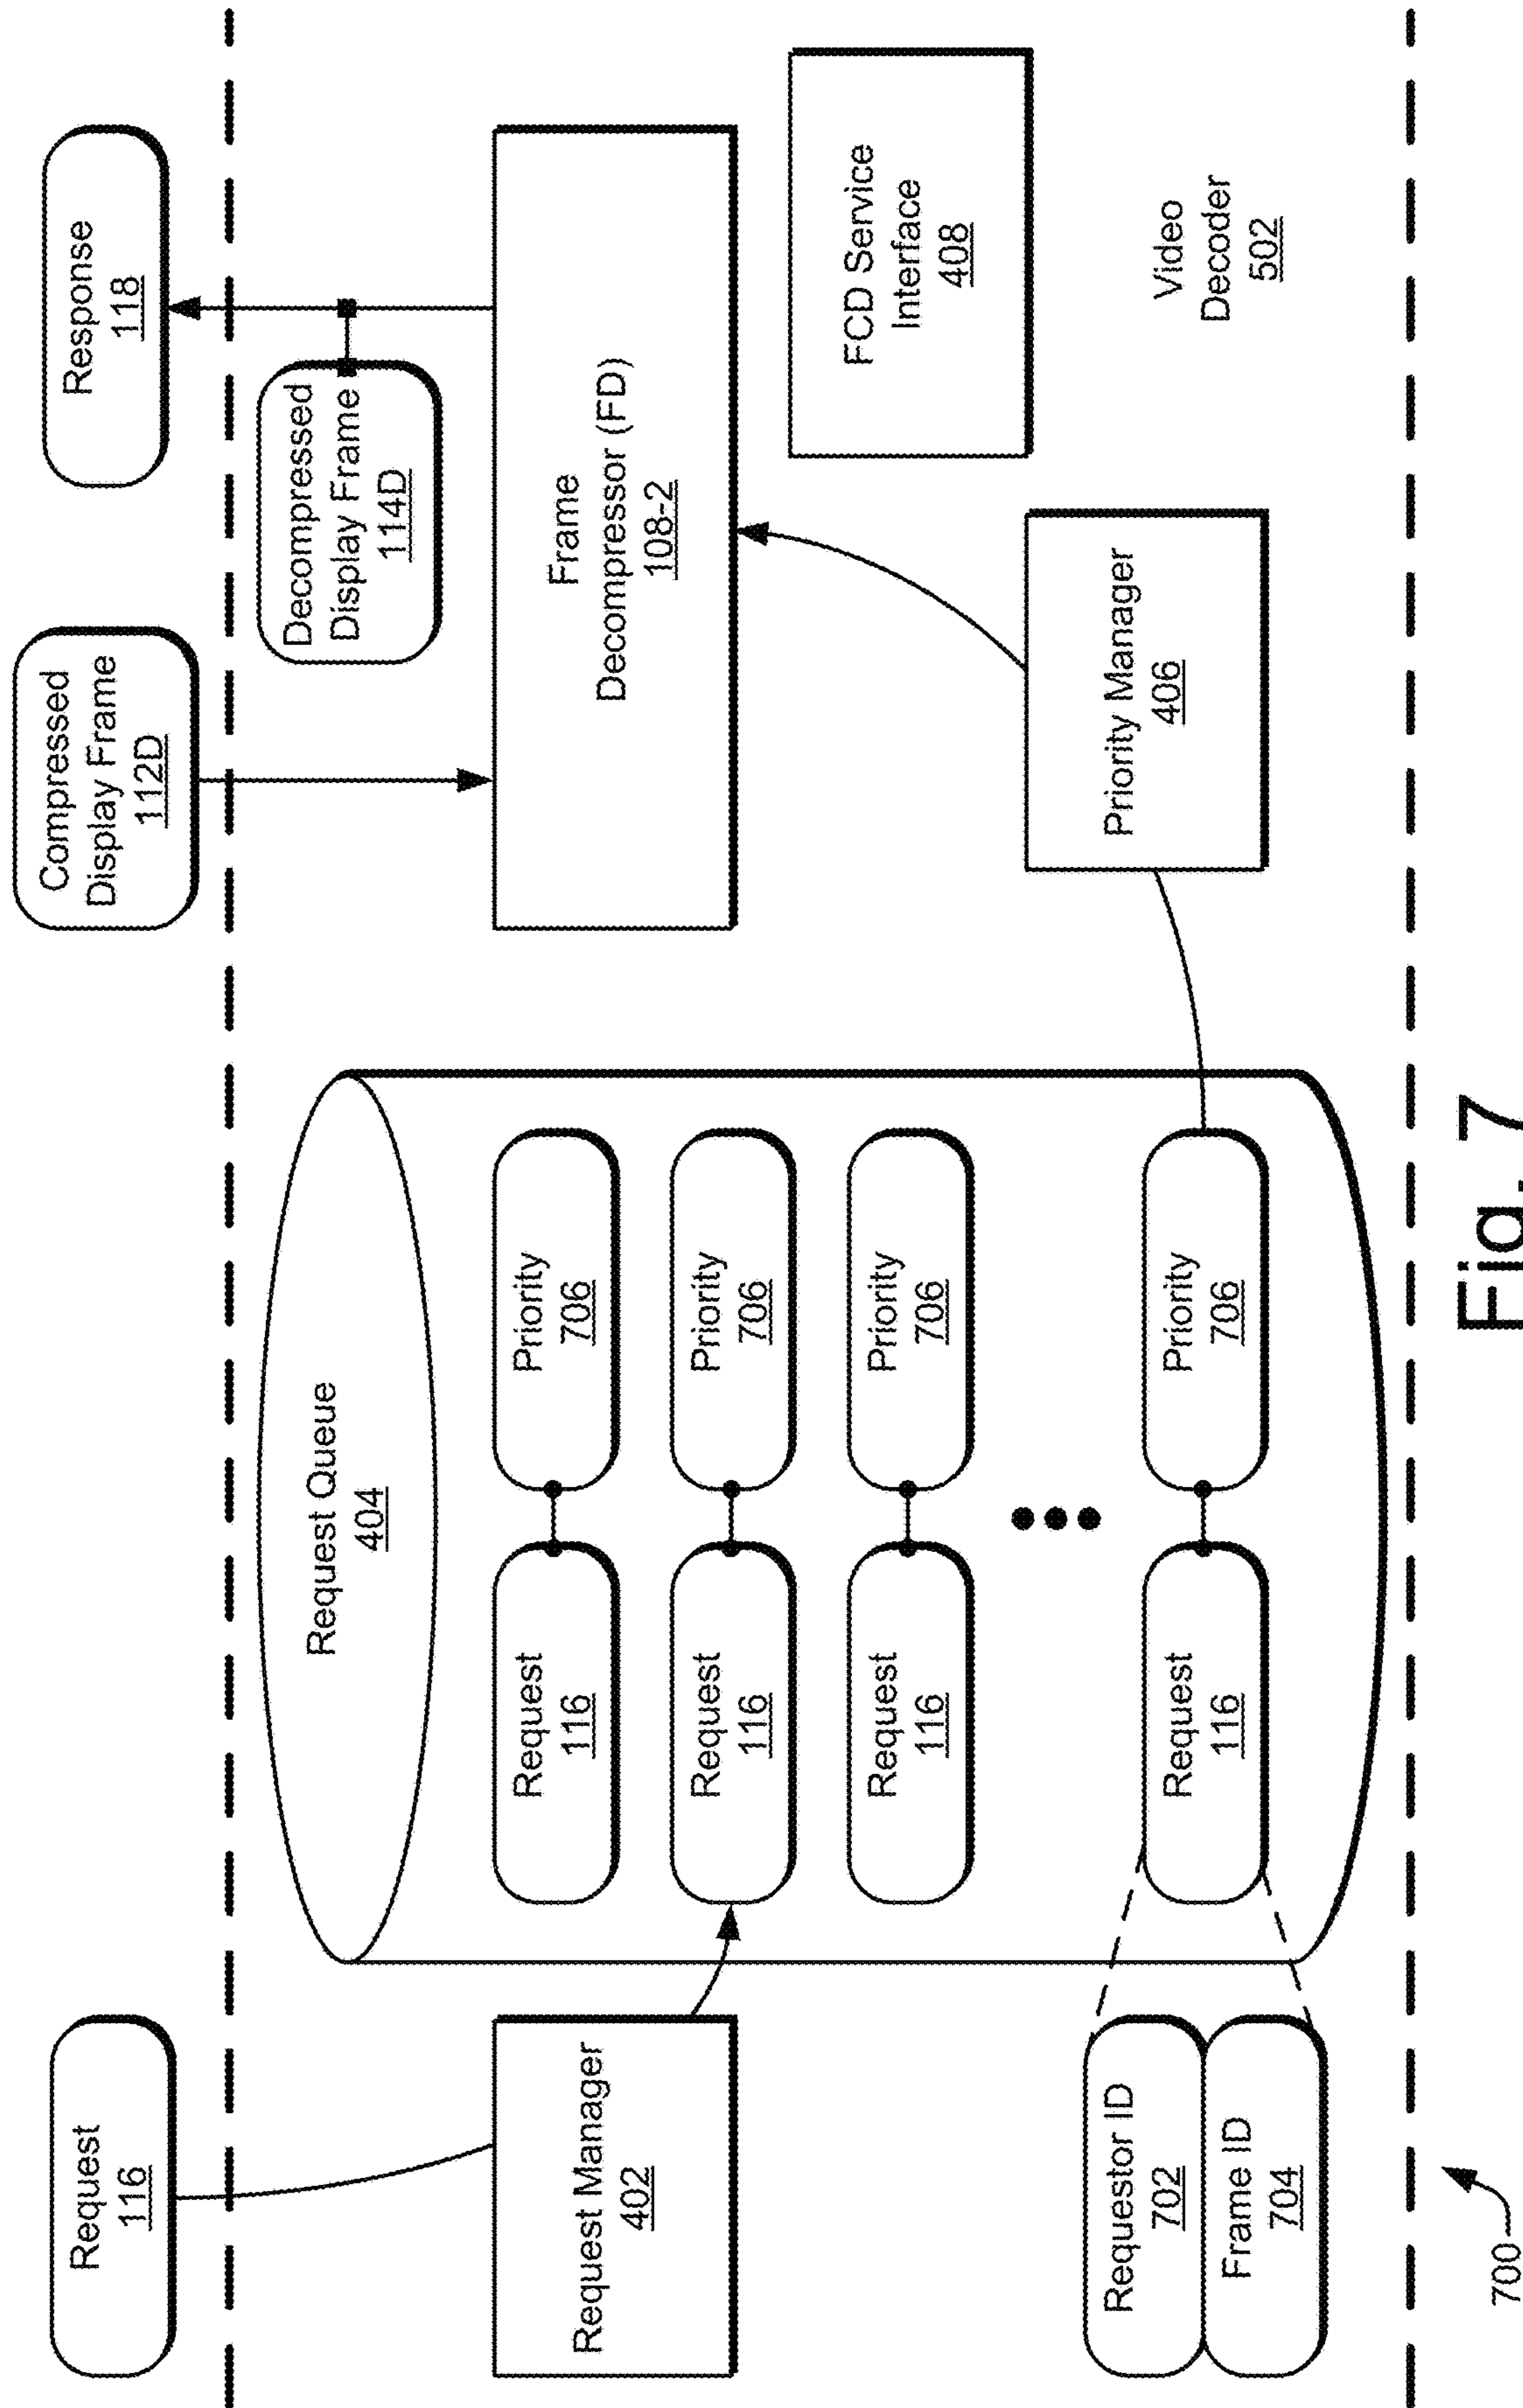 Request
116
Compressed
Display Frame
112D
Response
118
Request Queue
404
Decompressed
Display Frame
114D
Request Manager
402
Request
116
Priority
706
Request
116
Priority
706
Request
116
Priority
706
Request
116
Priority
706
Frame
Decompressor (FD)
108-2
FCD Service
Interface
408
Requestor ID
702
Frame ID
704
Priority Manager
406
Video
Decoder
502
700
Fig. 7